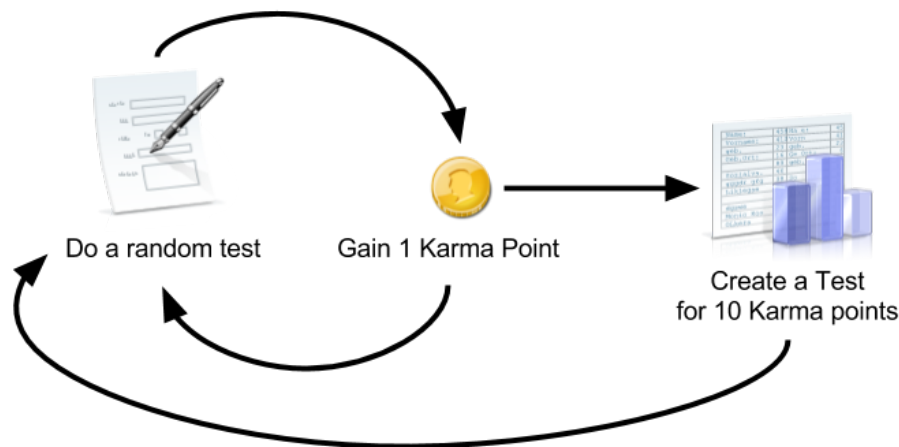 Do a random test
Gain 1 Karma Point
Create a Test
for 10 Karma points